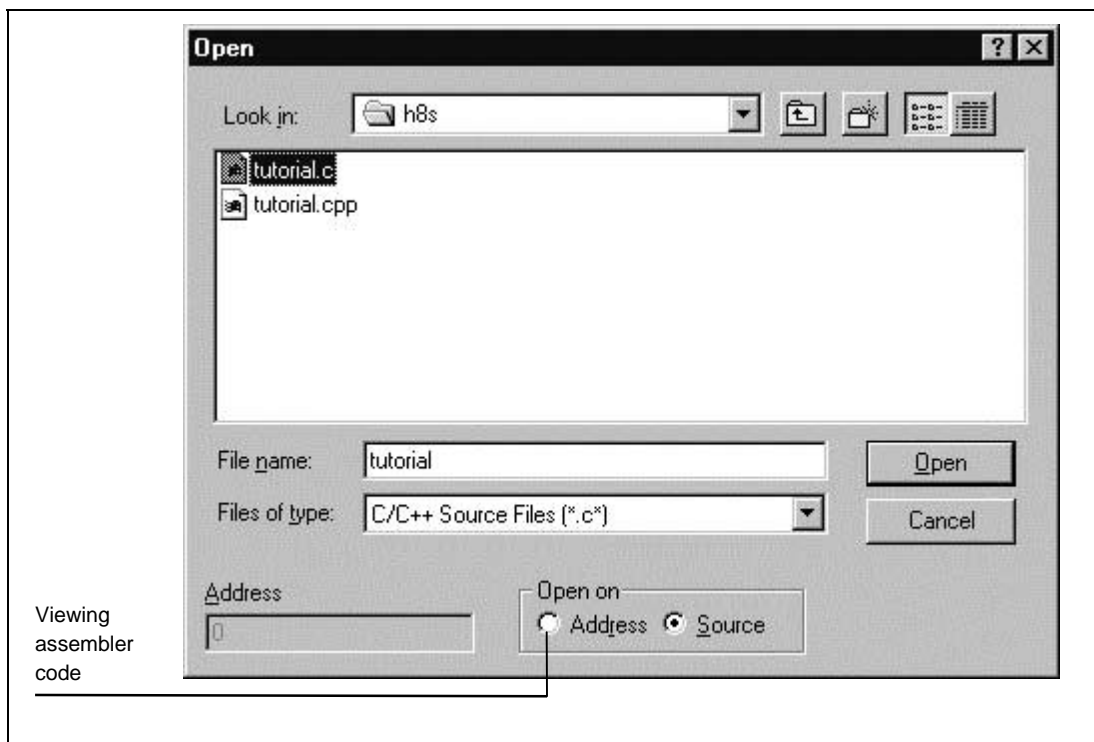 Open
Look in: h8s
tutorial.c
tutorial.cpp
File name: tutorial
Open
Files of type: C/C++ Source Files (*.c*)
Cancel
Address
0
Open on
Address Source
Viewing
assembler
code